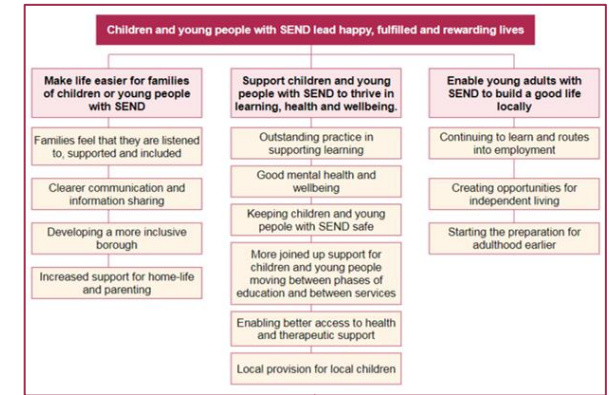 Children and young people with SEND lead happy, fulfilled and rewarding lives
Make life easier for families
of children or young people
with SEND
Families feel that they are listened
to, supported and included
Clearer communication and
information sharing
Developing a more inclusive
borough
Increased support for home-life
and parenting
Support children and young
people with SEND to thrive in
learning, health and wellbeing.
Outstanding practice in
supporting learning
Good mental health and
wellbeing
Keeping children and young
people with SEND safe
More joined up support for
children and young people
moving between phases of
education and between services
Enabling better access to health
and therapeutic support
Local provision for local children
Enable young adults with
SEND to build a good life
locally
Continuing to learn and routes
into employment
Creating opportunities for
independent living
Starting the preparation for
adulthood earlier